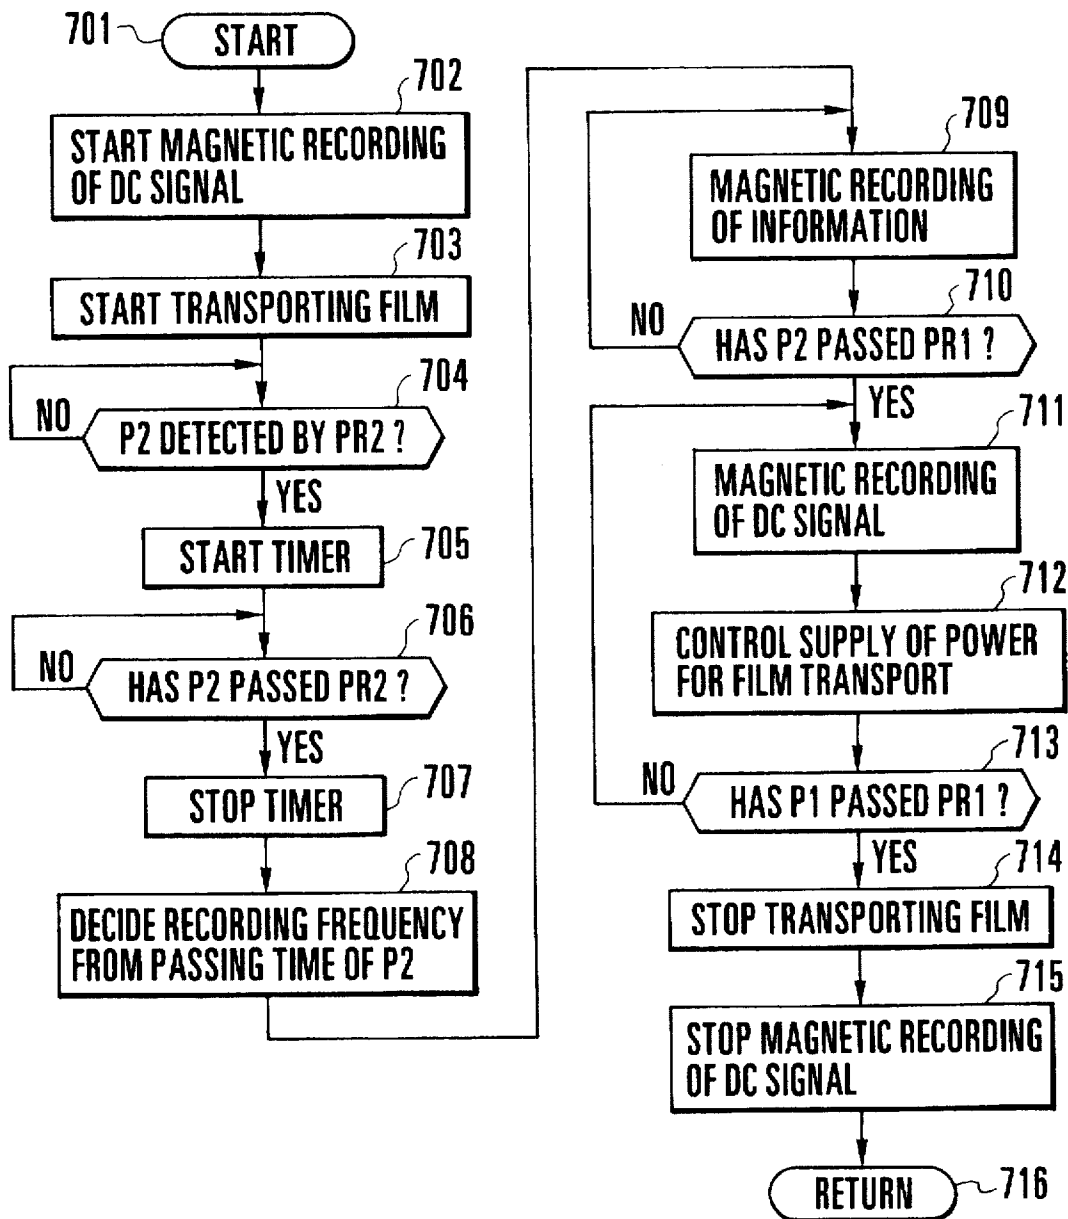 701
START
702
START MAGNETIC RECORDING
OF DC SIGNAL
703
START TRANSPORTING FILM
704
NO
P2 DETECTED BY PR2 ?
YES
START TIMER
705
706
NO
HAS P2 PASSED PR2 ?
YES
STOP TIMER
707
708
DECIDE RECORDING FREQUENCY
FROM PASSING TIME OF P2
709
MAGNETIC RECORDING
OF INFORMATION
710
NO
HAS P2 PASSED PR1 ?
YES
711
MAGNETIC RECORDING
OF DC SIGNAL
712
CONTROL SUPPLY OF POWER
FOR FILM TRANSPORT
713
NO
HAS P1 PASSED PR1 ?
YES
714
STOP TRANSPORTING FILM
715
STOP MAGNETIC RECORDING
OF DC SIGNAL
RETURN
716